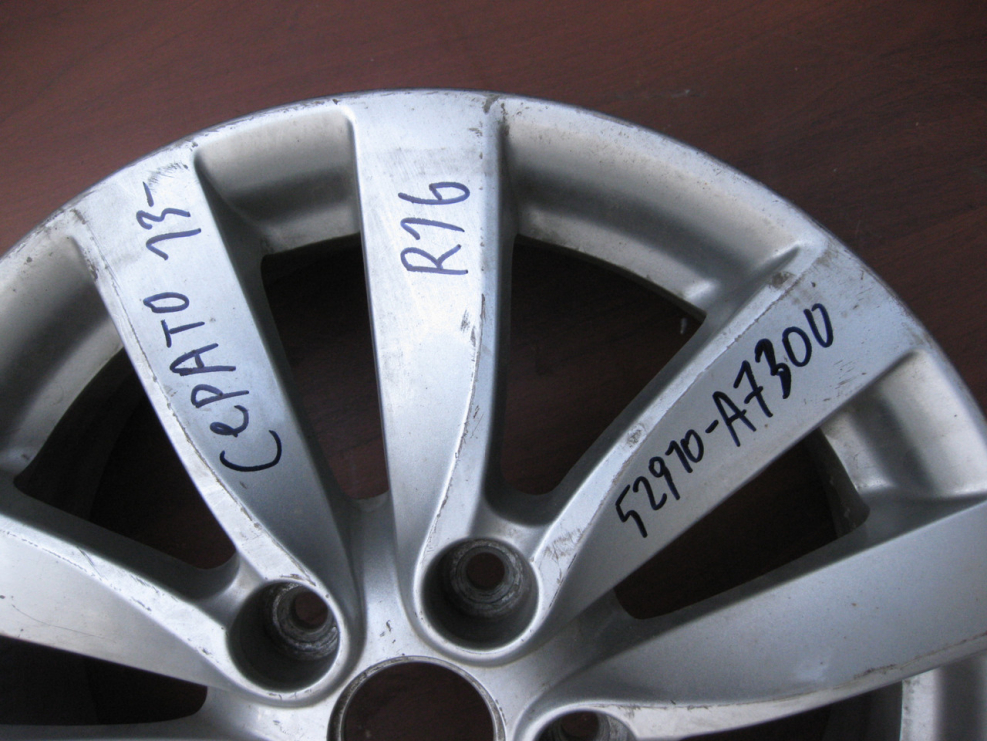 CePATO 13-
R16
52910-A7300